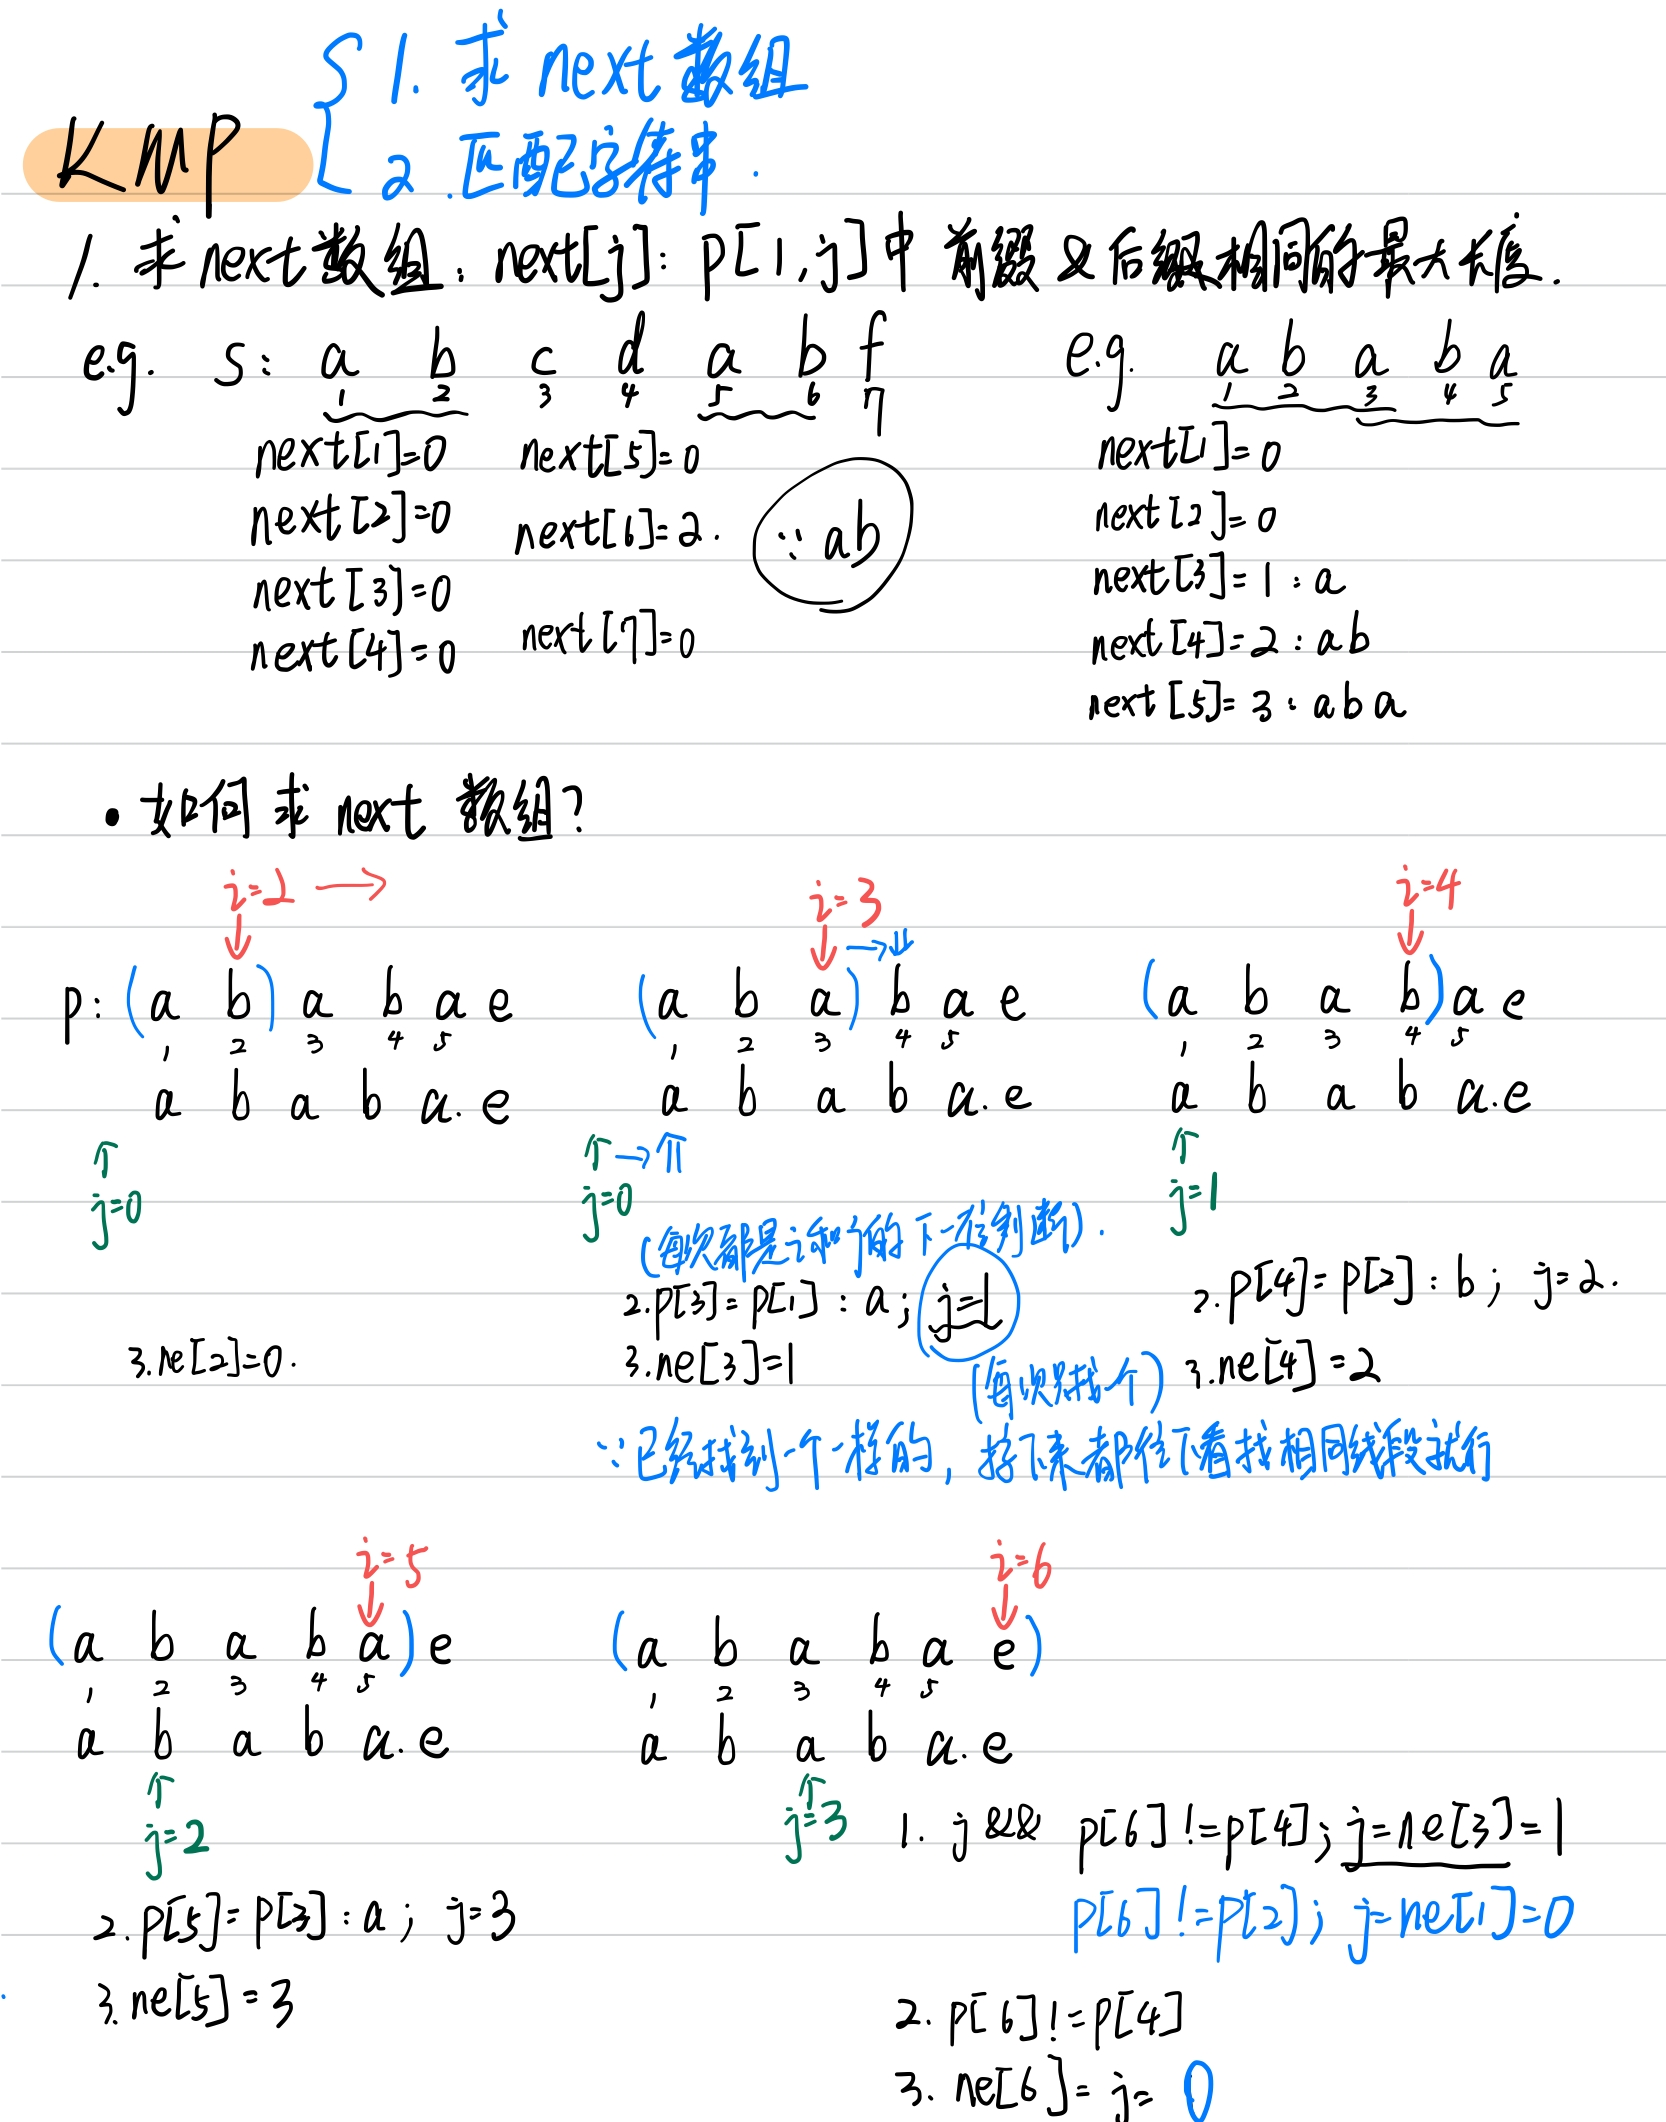 KMP
1. 求 next 数组
2. 匹配字符串.
1. 求 next 数组: next[j]: p[1,j] 中 前缀 & 后缀相同的最大长度.
e.g. S: a b c d a b f
1 2 3 4 5 6 7
next[1]=0 next[5]=0
next[2]=0 next[6]=2. ∵ ab
next[3]=0
next[4]=0 next[7]=0
e.g. a b a b a
1 2 3 4 5
next[1]=0
next[2]=0
next[3]=1 : a
next[4]=2 : ab
next[5]=3 : aba
• 如何求 next 数组?
i=2 →
p: (a b) a b a e
1 2 3 4 5
a b a b a. e
j=0
3. ne[2]=0.
i=3
(a b a) b a e
1 2 3 4 5
a b a b a. e
j=0
(每次都是i和j的下一位判断).
2. p[3]=p[1] : a; j=1
3. ne[3]=1
(每次只找一个)
i=4
(a b a b) a e
1 2 3 4 5
a b a b a. e
j=1
2. p[4]=p[2] : b; j=2.
3. ne[4]=2
∵已经找到一个一样的, 接下来都往下看找相同线段就行
i=5
(a b a b a) e
1 2 3 4 5
a b a b a. e
j=2
2. p[5]=p[3] : a; j=3
3. ne[5]=3
i=6
(a b a b a e)
1 2 3 4 5
a b a b a. e
j=3
1. j && p[6]!=p[4]; j=ne[3]=1
p[6]!=p[2]; j=ne[1]=0
2. p[6]!=p[4]
3. ne[6]=j=0